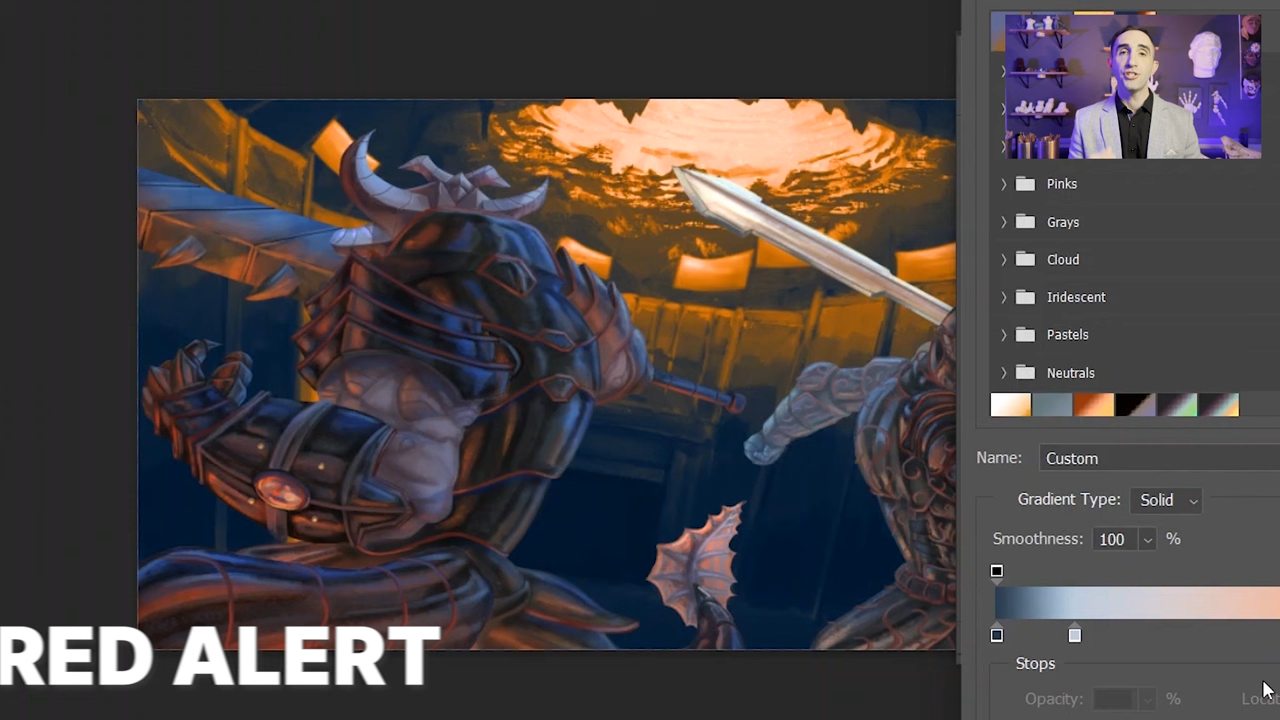 Pinks
Grays
Cloud
Iridescent
Pastels
Neutrals
Name: Custom
Gradient Type: Solid
Smoothness: 100 %
Stops
Opacity: %
RED ALERT